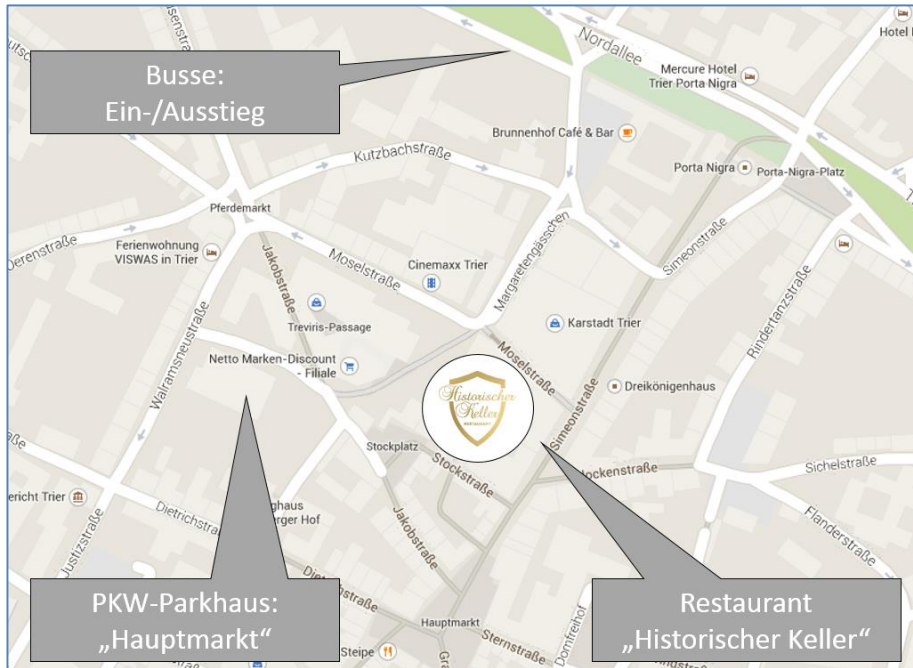 Busse:
Ein-/Ausstieg
Nordallee
Hotel
Mercure Hotel
Trier Porta Nigra
Brunnenhof Café & Bar
Porta Nigra
Porta-Nigra-Platz
Kutzbachstraße
Pferdemarkt
Ferienwohnung
VISWAS in Trier
Jakobstraße
Moselstraße
Cinemaxx Trier
Margaretengässchen
Simeonstraße
Rindertanzstraße
Treviris-Passage
Karstadt Trier
Walramsneustraße
Netto Marken-Discount
- Filiale
Moselstraße
Dreikönigenhaus
Historischer
Keller
RESTAURANT
Simeonstraße
Stockplatz
Stockstraße
Sichelstraße
Flanderstraße
Justizstraße
Jakobstraße
Hauptmarkt
Sternstraße
Steipe
PKW-Parkhaus:
„Hauptmarkt“
Restaurant
„Historischer Keller“